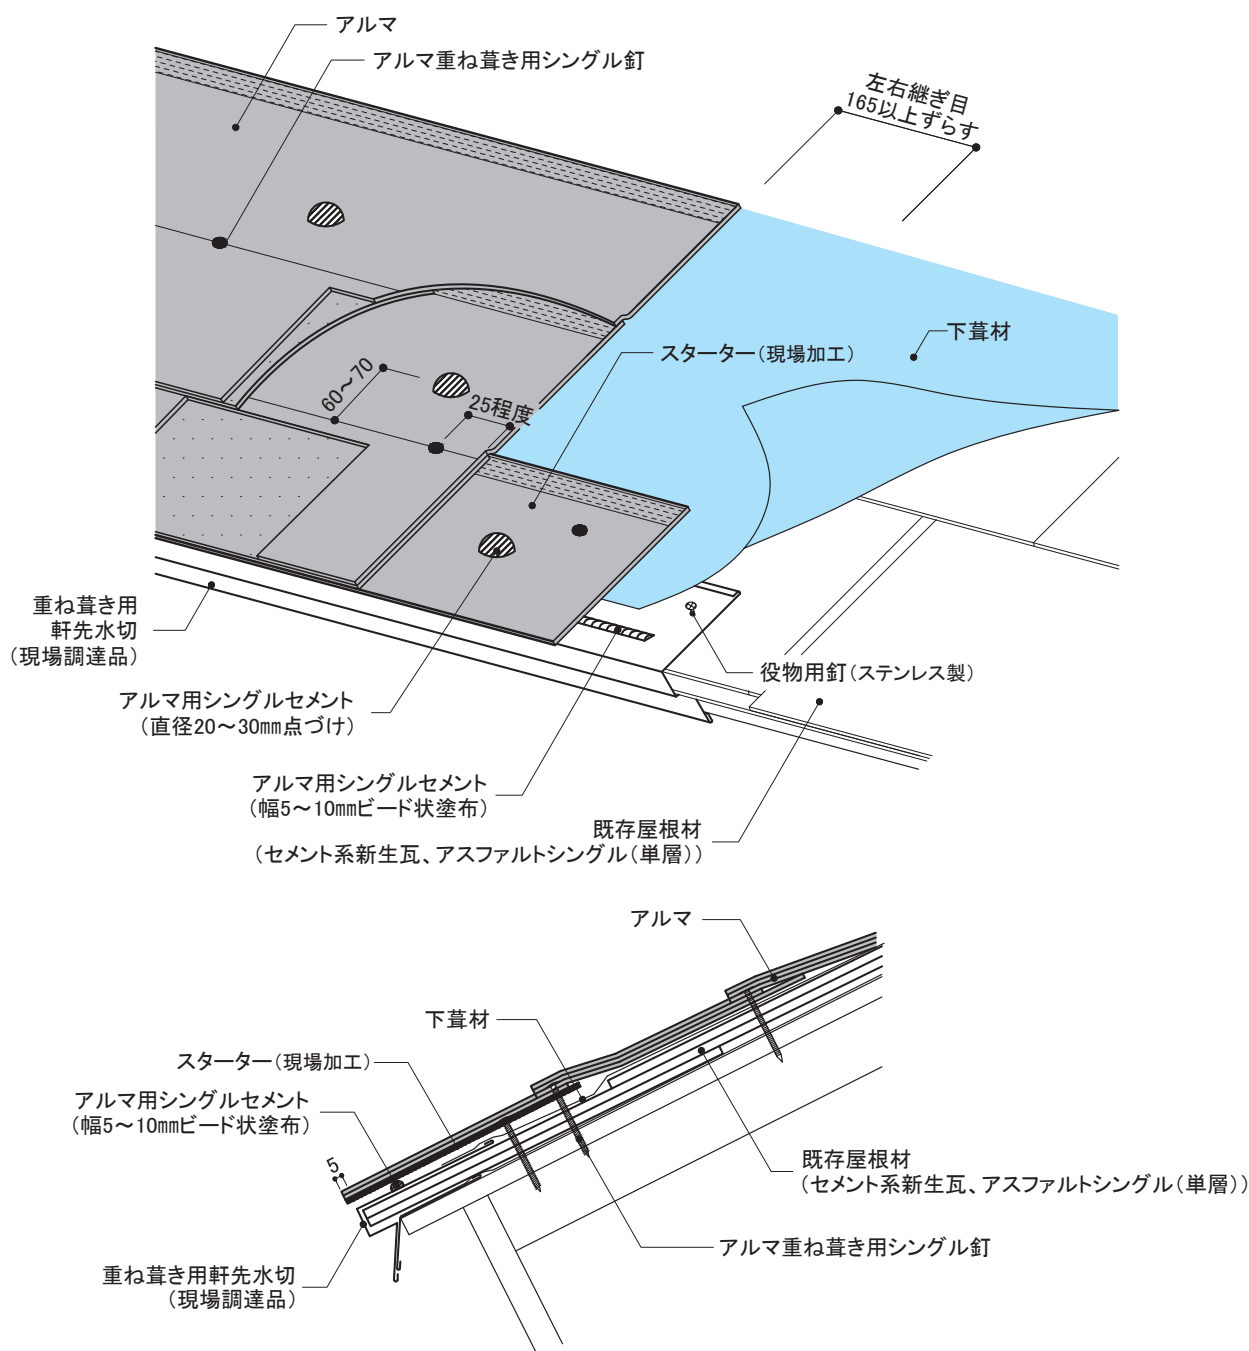 アルマ
アルマ重ね葺き用シングル釘
左右継ぎ目
165以上ずらす
下葺材
スターター（現場加工）
60～70
25程度
重ね葺き用
軒先水切
（現場調達品）
役物用釘（ステンレス製）
アルマ用シングルセメント
（直径20～30mm点づけ）
アルマ用シングルセメント
（幅5～10mmビード状塗布）
既存屋根材
（セメント系新生瓦、アスファルトシングル（単層））
アルマ
下葺材
スターター（現場加工）
アルマ用シングルセメント
（幅5～10mmビード状塗布）
5
既存屋根材
（セメント系新生瓦、アスファルトシングル（単層））
アルマ重ね葺き用シングル釘
重ね葺き用軒先水切
（現場調達品）